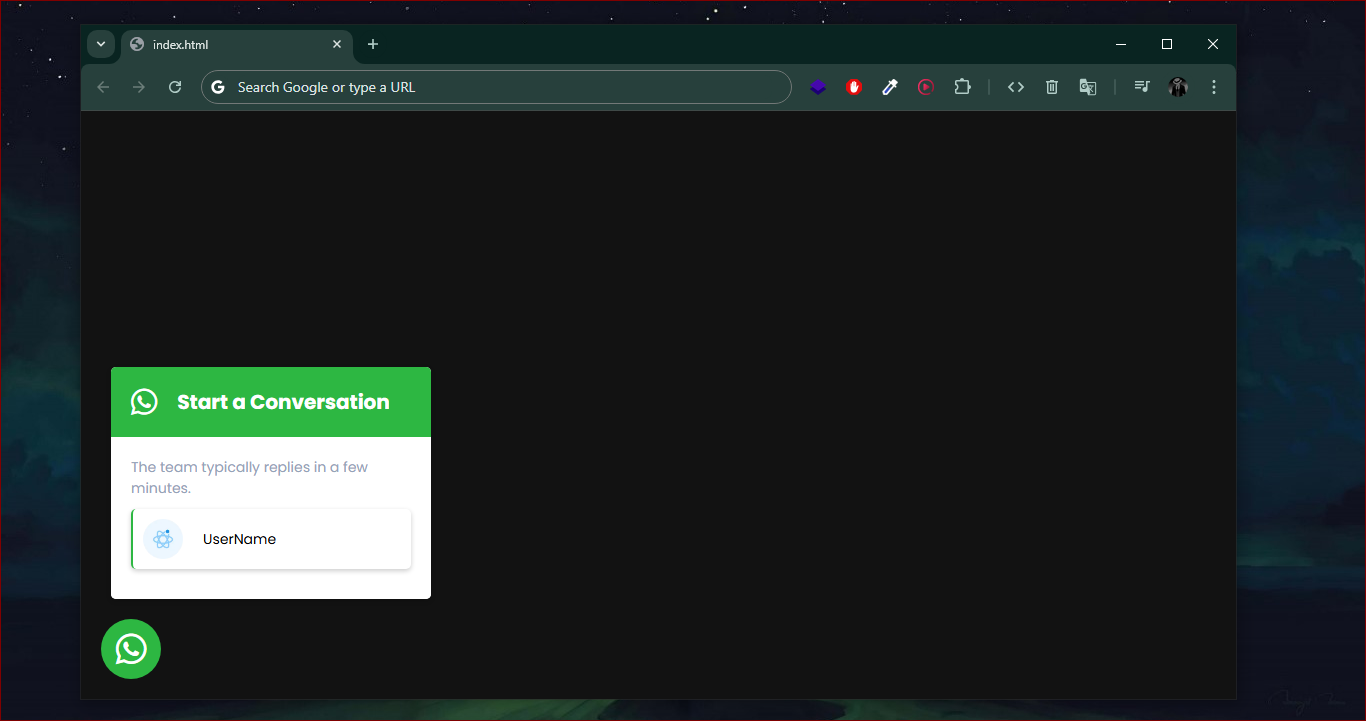 index.html
Search Google or type a URL
Start a Conversation
The team typically replies in a few
minutes.
UserName